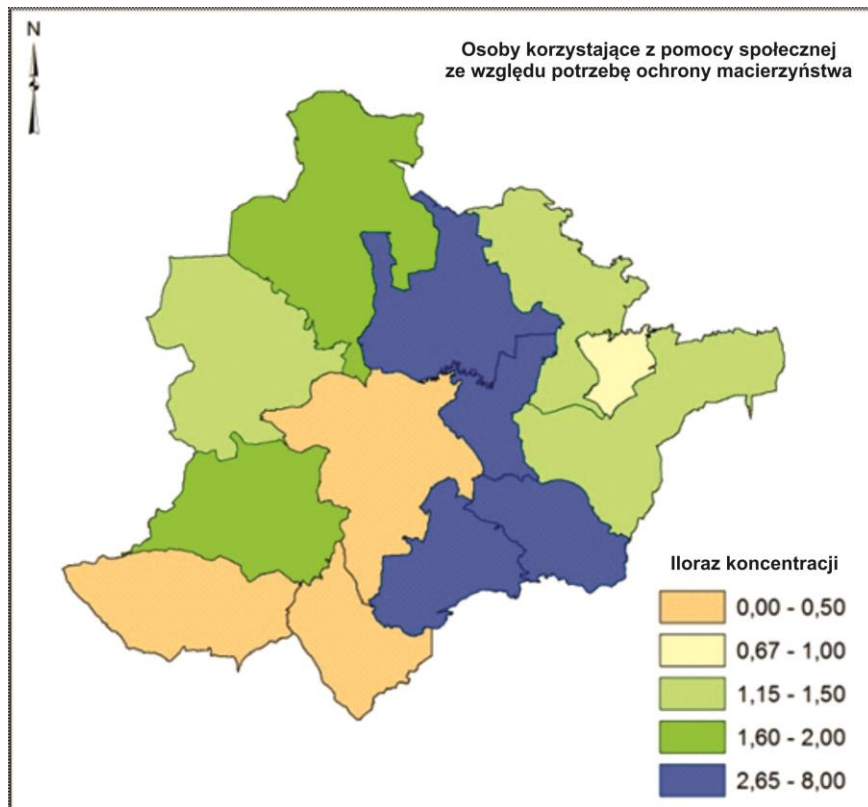 N
Osoby korzystające z pomocy społecznej
ze względu potrzebę ochrony macierzyństwa
Iloraz koncentracji
0,00 - 0,50
0,67 - 1,00
1,15 - 1,50
1,60 - 2,00
2,65 - 8,00